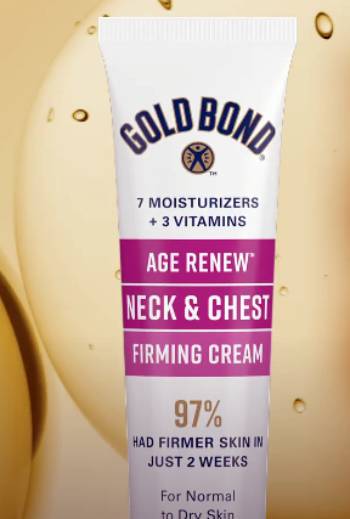 GOLD BOND®
™
7 MOISTURIZERS
+ 3 VITAMINS
AGE RENEW™
NECK & CHEST
FIRMING CREAM
97%
HAD FIRMER SKIN IN
JUST 2 WEEKS
For Normal
to Dry Skin